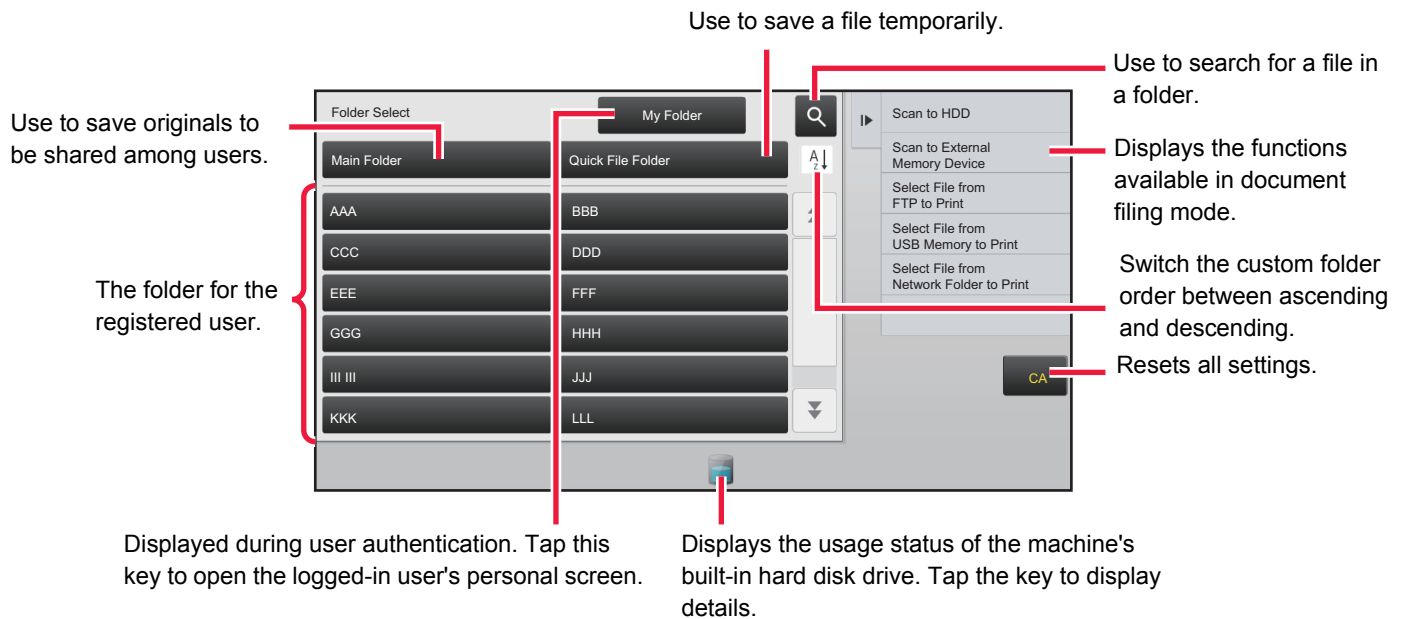 Use to save a file temporarily.
Use to search for a file in
a folder.
Use to save originals to
be shared among users.
Folder Select
My Folder
Main Folder
Quick File Folder
A
z
AAA
BBB
CCC
DDD
EEE
FFF
GGG
HHH
III III
JJJ
KKK
LLL
Scan to HDD
Scan to External
Memory Device
Select File from
FTP to Print
Select File from
USB Memory to Print
Select File from
Network Folder to Print
CA
Displays the functions
available in document
filing mode.
Switch the custom folder
order between ascending
and descending.
Resets all settings.
The folder for the
registered user.
Displayed during user authentication. Tap this
key to open the logged-in user's personal screen.
Displays the usage status of the machine's
built-in hard disk drive. Tap the key to display
details.